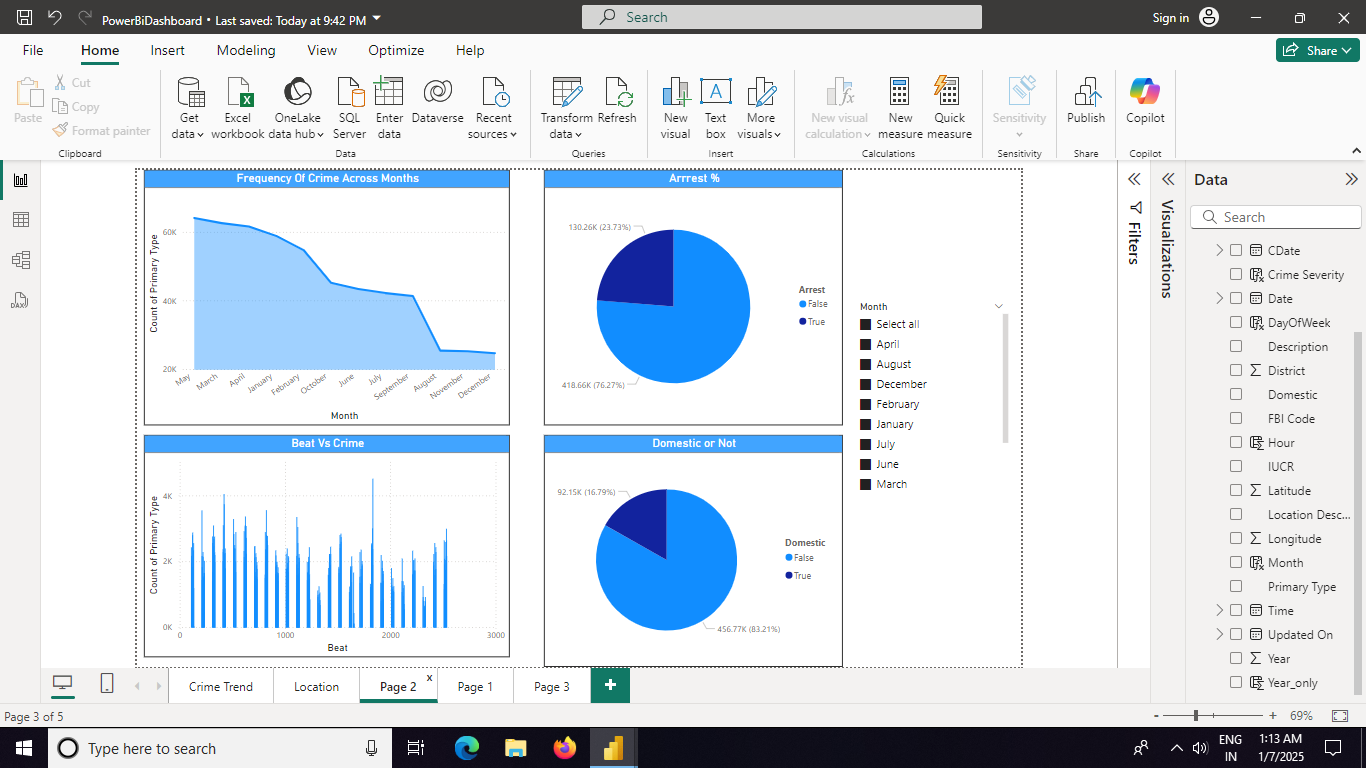 PowerBiDashboard • Last saved: Today at 9:42 PM
Search
Sign in
File Home Insert Modeling View Optimize Help
Share
Paste
Cut
Copy
Format painter
Clipboard
Get data
Excel workbook
OneLake data hub
SQL Server
Enter data
Dataverse
Recent sources
Data
Transform data
Refresh
Queries
New visual
Text box
More visuals
Insert
New visual calculation
New measure
Quick measure
Calculations
Sensitivity
Sensitivity
Publish
Share
Copilot
Copilot
DAX
Frequency Of Crime Across Months
Count of Primary Type
60K
40K
20K
May March April January February October June July September August November December
Month
Arrrest %
130.26K (23.73%)
418.66K (76.27%)
Arrest
False
True
Month
Select all
April
August
December
February
January
July
June
March
Beat Vs Crime
Count of Primary Type
4K
2K
0K
0 1000 2000 3000
Beat
Domestic or Not
92.15K (16.79%)
456.77K (83.21%)
Domestic
False
True
Filters
Visualizations
Data
Search
CDate
Crime Severity
Date
DayOfWeek
Description
District
Domestic
FBI Code
Hour
IUCR
Latitude
Location Desc...
Longitude
Month
Primary Type
Time
Updated On
Year
Year_only
Crime Trend
Location
Page 2 x
Page 1
Page 3
+
Page 3 of 5
- + 69%
Type here to search
ENG
IN
1:13 AM
1/7/2025